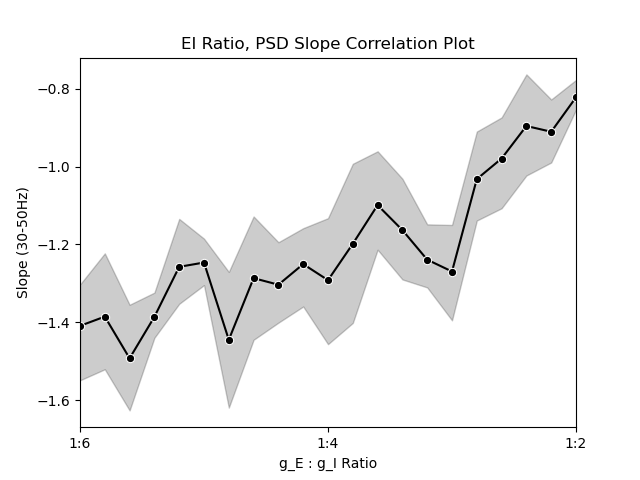 EI Ratio, PSD Slope Correlation Plot
−0.8
−1.0
−1.2
−1.4
−1.6
Slope (30-50Hz)
1:6
1:4
1:2
g_E : g_I Ratio